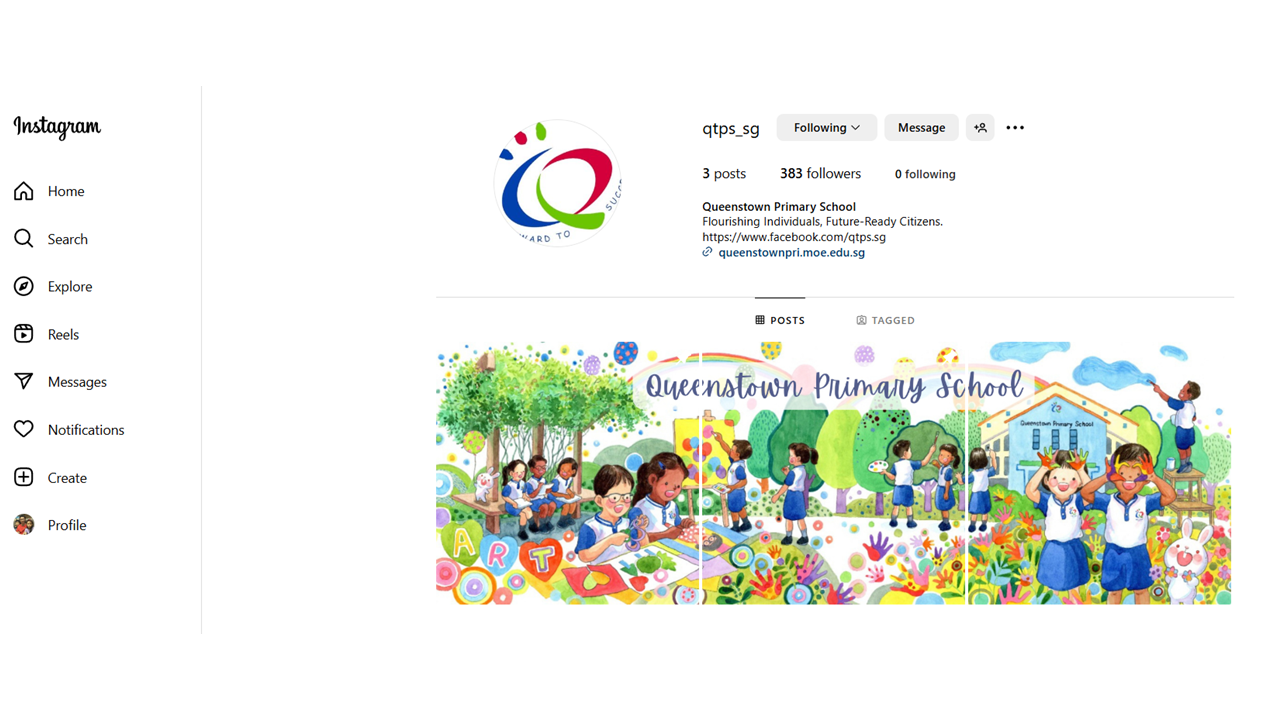 Instagram
Home
Search
Explore
Reels
Messages
Notifications
Create
Profile
qtps_sg
Following
Message
3 posts
383 followers
0 following
Queenstown Primary School
Flourishing Individuals, Future-Ready Citizens.
https://www.facebook.com/qtps.sg
queenstownpri.moe.edu.sg
WARD TO SUCCE
POSTS
TAGGED
Queenstown Primary School
Queenstown Primary School
ART